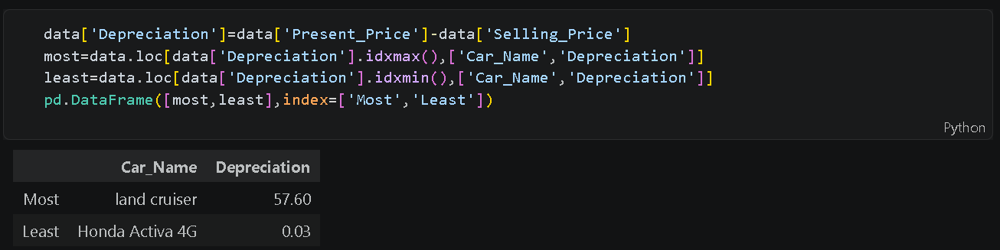 data['Depreciation']=data['Present_Price']-data['Selling_Price']
most=data.loc[data['Depreciation'].idxmax(),['Car_Name','Depreciation']]
least=data.loc[data['Depreciation'].idxmin(),['Car_Name','Depreciation']]
pd.DataFrame([most,least],index=['Most','Least'])
Python
Car_Name Depreciation
Most land cruiser 57.60
Least Honda Activa 4G 0.03